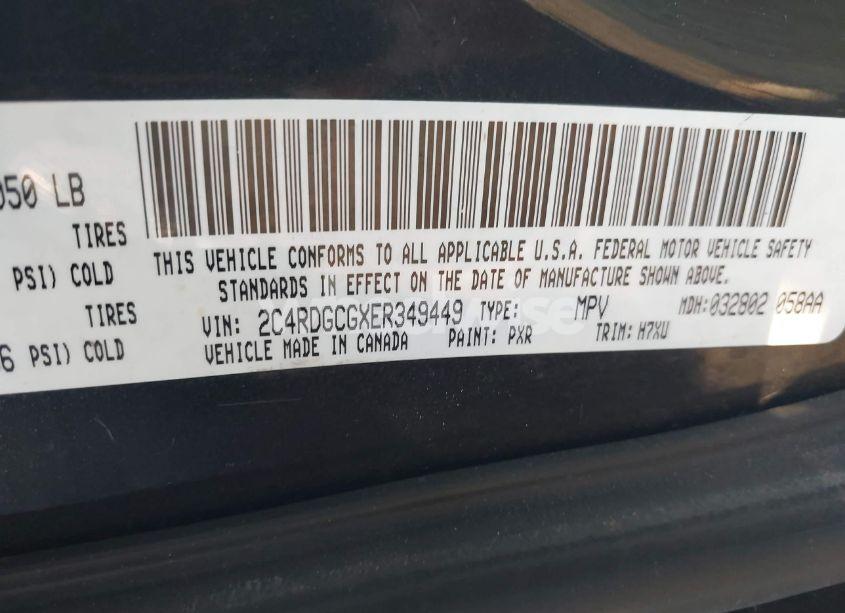 050 LB
TIRES
PSI) COLD
TIRES
6 PSI) COLD
THIS VEHICLE CONFORMS TO ALL APPLICABLE U.S.A. FEDERAL MOTOR VEHICLE SAFETY
STANDARDS IN EFFECT ON THE DATE OF MANUFACTURE SHOWN ABOVE.
VIN: 2C4RDGCGXER349449 TYPE: MPV MDH: 032802 058AA
VEHICLE MADE IN CANADA PAINT: PXR TRIM: H7XU